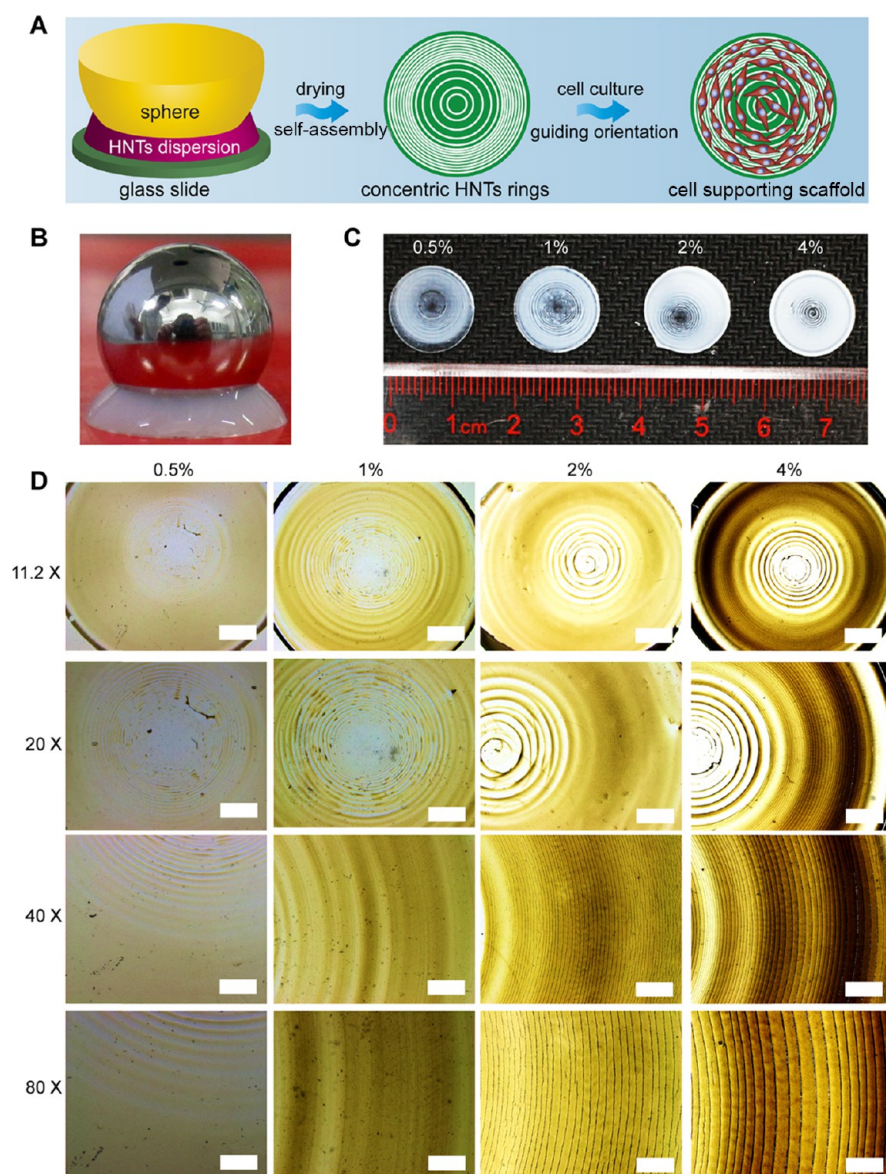 A
sphere
HNTs dispersion
glass slide
drying
self-assembly
concentric HNTs rings
cell culture
guiding orientation
cell supporting scaffold
B
C
0.5% 1% 2% 4%
0 1 cm 2 3 4 5 6 7
D
0.5% 1% 2% 4%
11.2 X
20 X
40 X
80 X